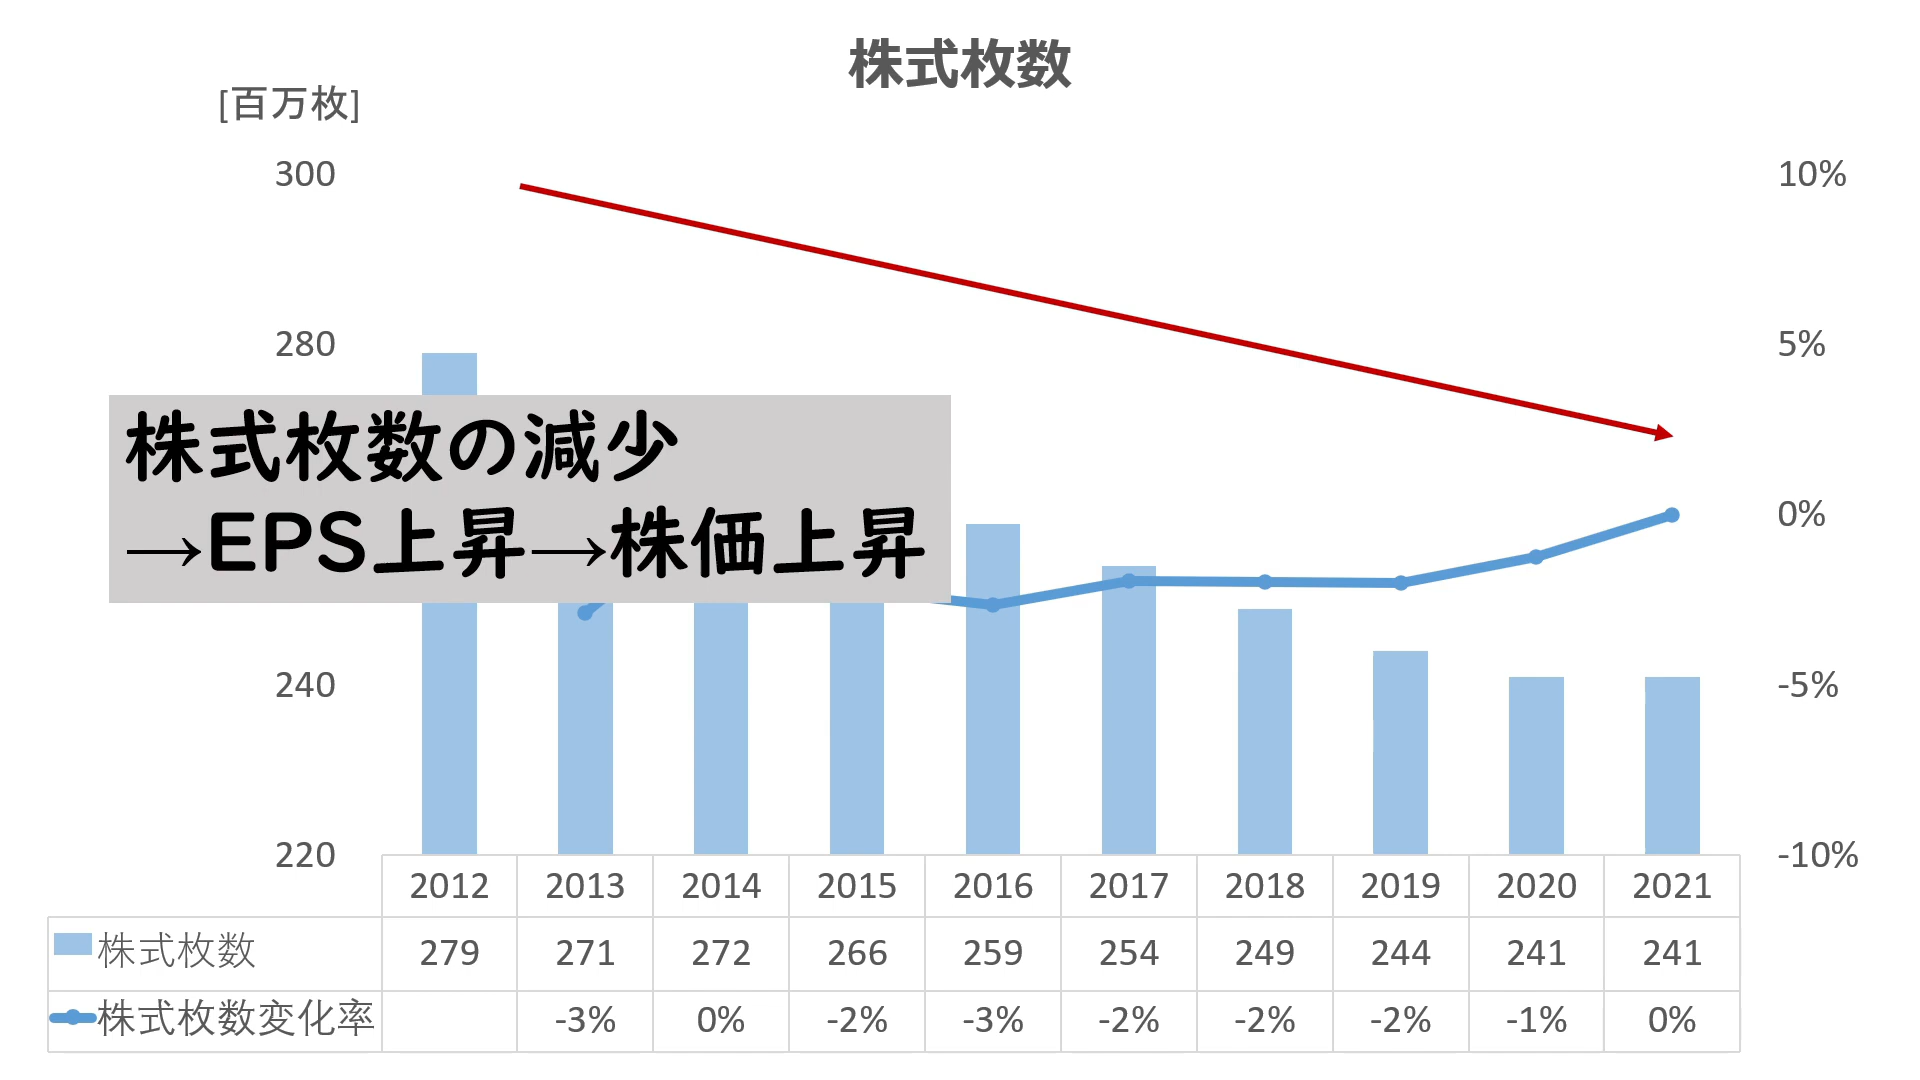 株式枚数
[百万枚]
300
10%
280
5%
株式枚数の減少
→EPS上昇→株価上昇
0%
240
-5%
220
-10%
2012 2013 2014 2015 2016 2017 2018 2019 2020 2021
株式枚数 279 271 272 266 259 254 249 244 241 241
株式枚数変化率 -3% 0% -2% -3% -2% -2% -2% -1% 0%